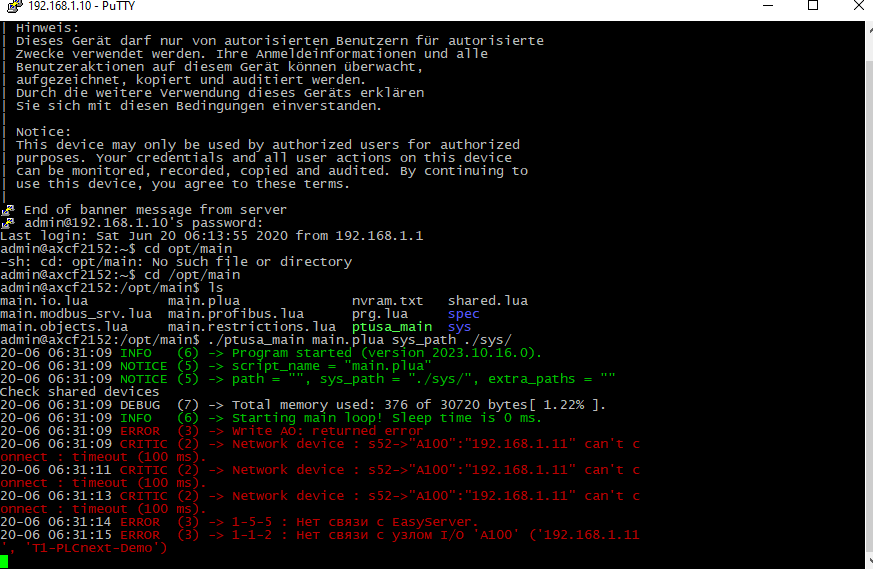 192.168.1.10 - PuTTY
| Hinweis:
| Dieses Gerät darf nur von autorisierten Benutzern für autorisierte
| Zwecke verwendet werden. Ihre Anmeldeinformationen und alle
| Benutzeraktionen auf diesem Gerät können überwacht,
| aufgezeichnet, kopiert und auditiert werden.
| Durch die weitere Verwendung dieses Geräts erklären
| Sie sich mit diesen Bedingungen einverstanden.
|
| Notice:
| This device may only be used by authorized users for authorized
| purposes. Your credentials and all user actions on this device
| can be monitored, recorded, copied and audited. By continuing to
| use this device, you agree to these terms.
|
End of banner message from server
admin@192.168.1.10's password:
Last login: Sat Jun 20 06:13:55 2020 from 192.168.1.1
admin@axcf2152:~$ cd opt/main
-sh: cd: opt/main: No such file or directory
admin@axcf2152:~$ cd /opt/main
admin@axcf2152:/opt/main$ ls
main.io.lua main.plua nvram.txt shared.lua
main.modbus_srv.lua main.profibus.lua prg.lua spec
main.objects.lua main.restrictions.lua ptusa_main sys
admin@axcf2152:/opt/main$ ./ptusa_main main.plua sys_path ./sys/
20-06 06:31:09 INFO (6) -> Program started (version 2023.10.16.0).
20-06 06:31:09 NOTICE (5) -> script_name = "main.plua"
20-06 06:31:09 NOTICE (5) -> path = "", sys_path = "./sys/", extra_paths = ""
Check shared devices
20-06 06:31:09 DEBUG (7) -> Total memory used: 376 of 30720 bytes[ 1.22% ].
20-06 06:31:09 INFO (6) -> Starting main loop! Sleep time is 0 ms.
20-06 06:31:09 ERROR (3) -> Write AO: returned error
20-06 06:31:09 CRITIC (2) -> Network device : s52->"A100":"192.168.1.11" can't c
onnect : timeout (100 ms).
20-06 06:31:11 CRITIC (2) -> Network device : s52->"A100":"192.168.1.11" can't c
onnect : timeout (100 ms).
20-06 06:31:13 CRITIC (2) -> Network device : s52->"A100":"192.168.1.11" can't c
onnect : timeout (100 ms).
20-06 06:31:14 ERROR (3) -> 1-5-5 : Нет связи с EasyServer.
20-06 06:31:15 ERROR (3) -> 1-1-2 : Нет связи с узлом I/O 'A100' ('192.168.1.11
', 'T1-PLCnext-Demo')